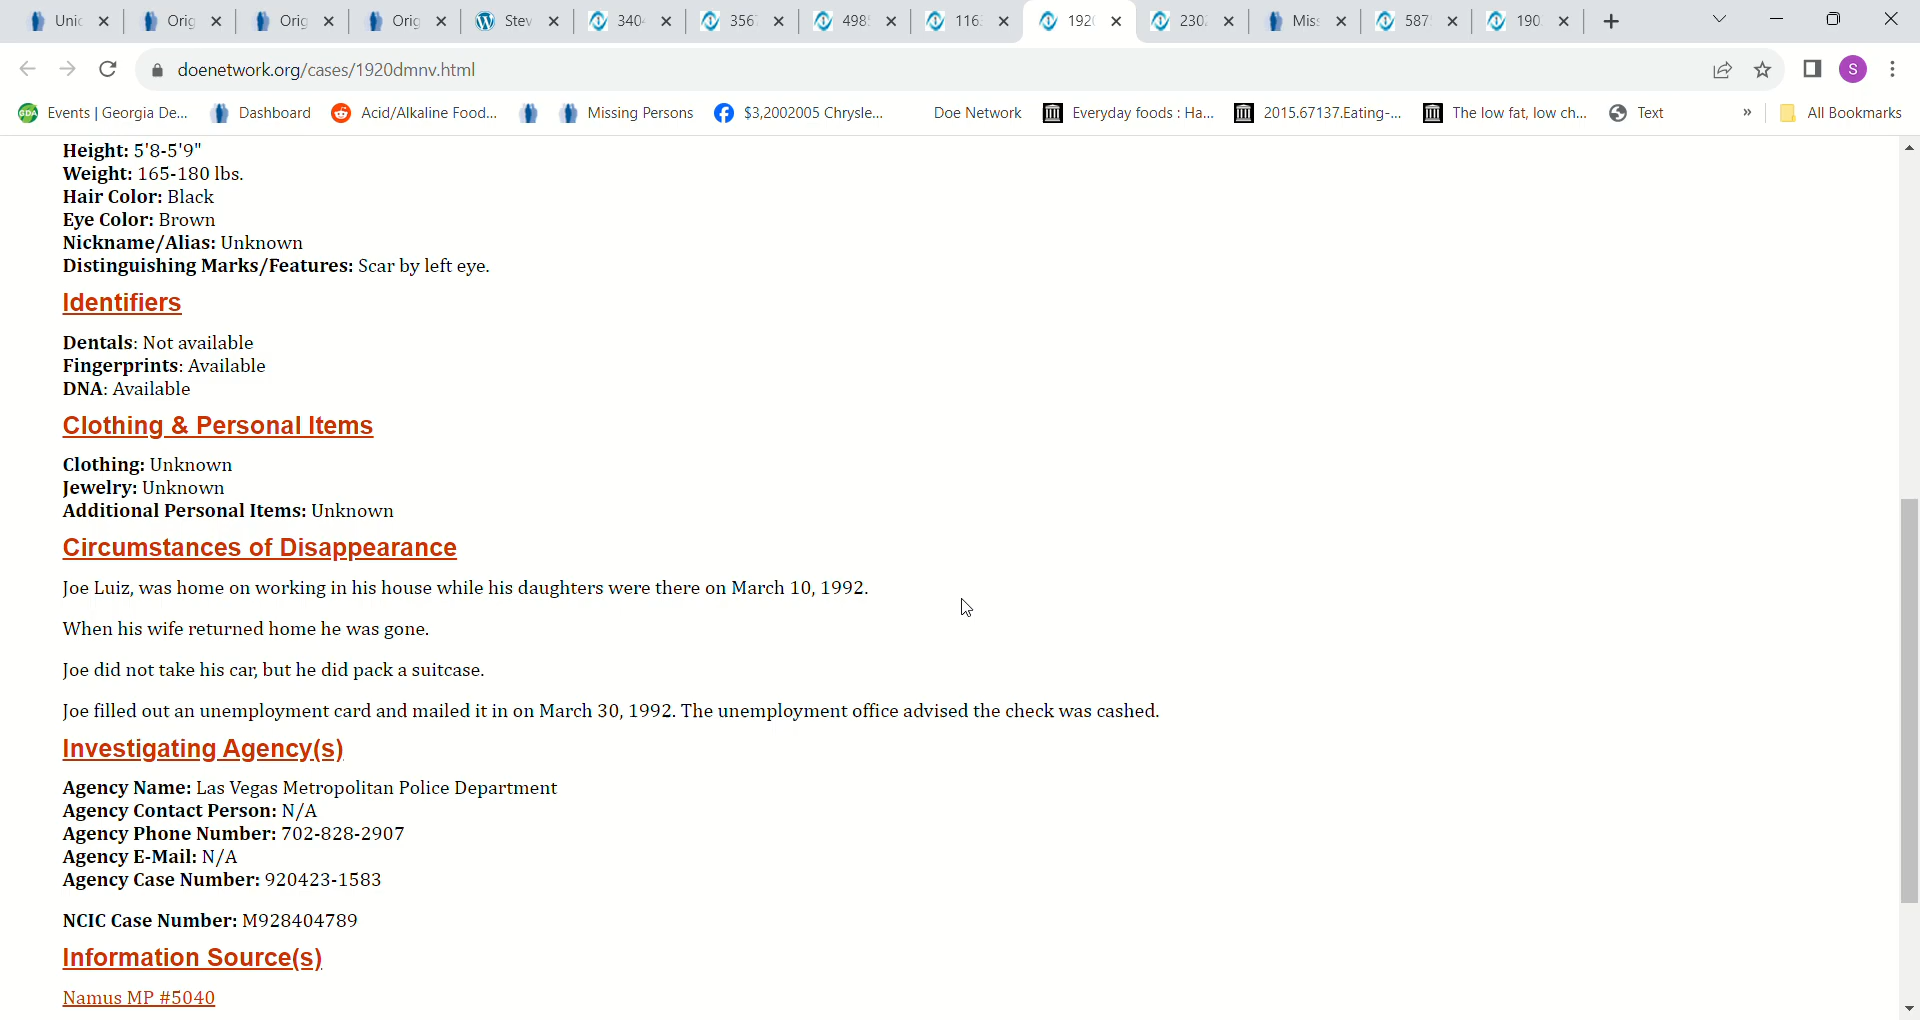 Unic Orig Orig Orig Stev 340 356 498 116 192 230 Miss 587 190
doenetwork.org/cases/1920dmnv.html
S
GDA Events | Georgia De... Dashboard Acid/Alkaline Food... Missing Persons $3,2002005 Chrysle... Doe Network Everyday foods : Ha... 2015.67137.Eating-... The low fat, low ch... Text » All Bookmarks
Height: 5'8-5'9"
Weight: 165-180 lbs.
Hair Color: Black
Eye Color: Brown
Nickname/Alias: Unknown
Distinguishing Marks/Features: Scar by left eye.
Identifiers
Dentals: Not available
Fingerprints: Available
DNA: Available
Clothing & Personal Items
Clothing: Unknown
Jewelry: Unknown
Additional Personal Items: Unknown
Circumstances of Disappearance
Joe Luiz, was home on working in his house while his daughters were there on March 10, 1992.
When his wife returned home he was gone.
Joe did not take his car, but he did pack a suitcase.
Joe filled out an unemployment card and mailed it in on March 30, 1992. The unemployment office advised the check was cashed.
Investigating Agency(s)
Agency Name: Las Vegas Metropolitan Police Department
Agency Contact Person: N/A
Agency Phone Number: 702-828-2907
Agency E-Mail: N/A
Agency Case Number: 920423-1583
NCIC Case Number: M928404789
Information Source(s)
Namus MP #5040